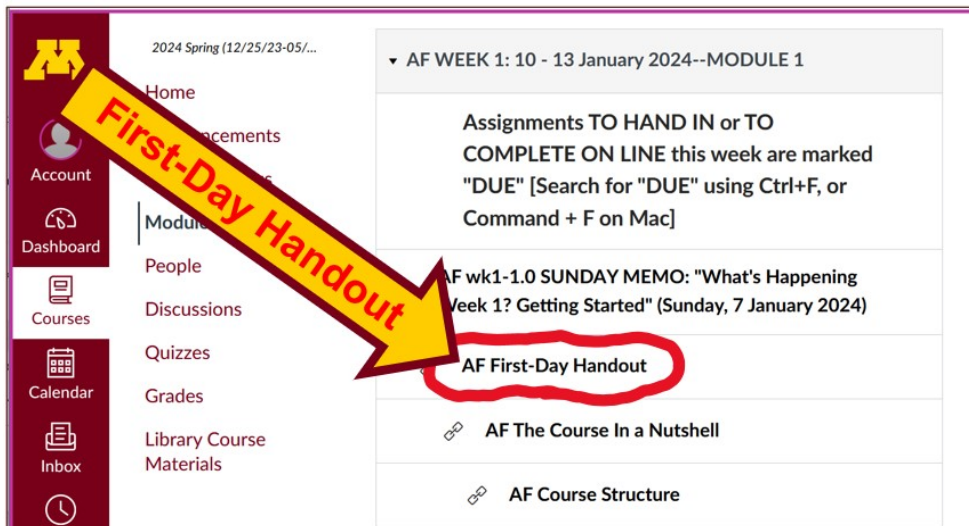 2024 Spring (12/25/23-05/...
Home
ncements
Modul
People
Discussions
Quizzes
Grades
Library Course
Materials
Account
Dashboard
Courses
Calendar
Inbox
First-Day Handout
AF WEEK 1: 10 - 13 January 2024--MODULE 1
Assignments TO HAND IN or TO
COMPLETE ON LINE this week are marked
"DUE" [Search for "DUE" using Ctrl+F, or
Command + F on Mac]
AF wk1-1.0 SUNDAY MEMO: "What's Happening
Week 1? Getting Started" (Sunday, 7 January 2024)
AF First-Day Handout
AF The Course In a Nutshell
AF Course Structure